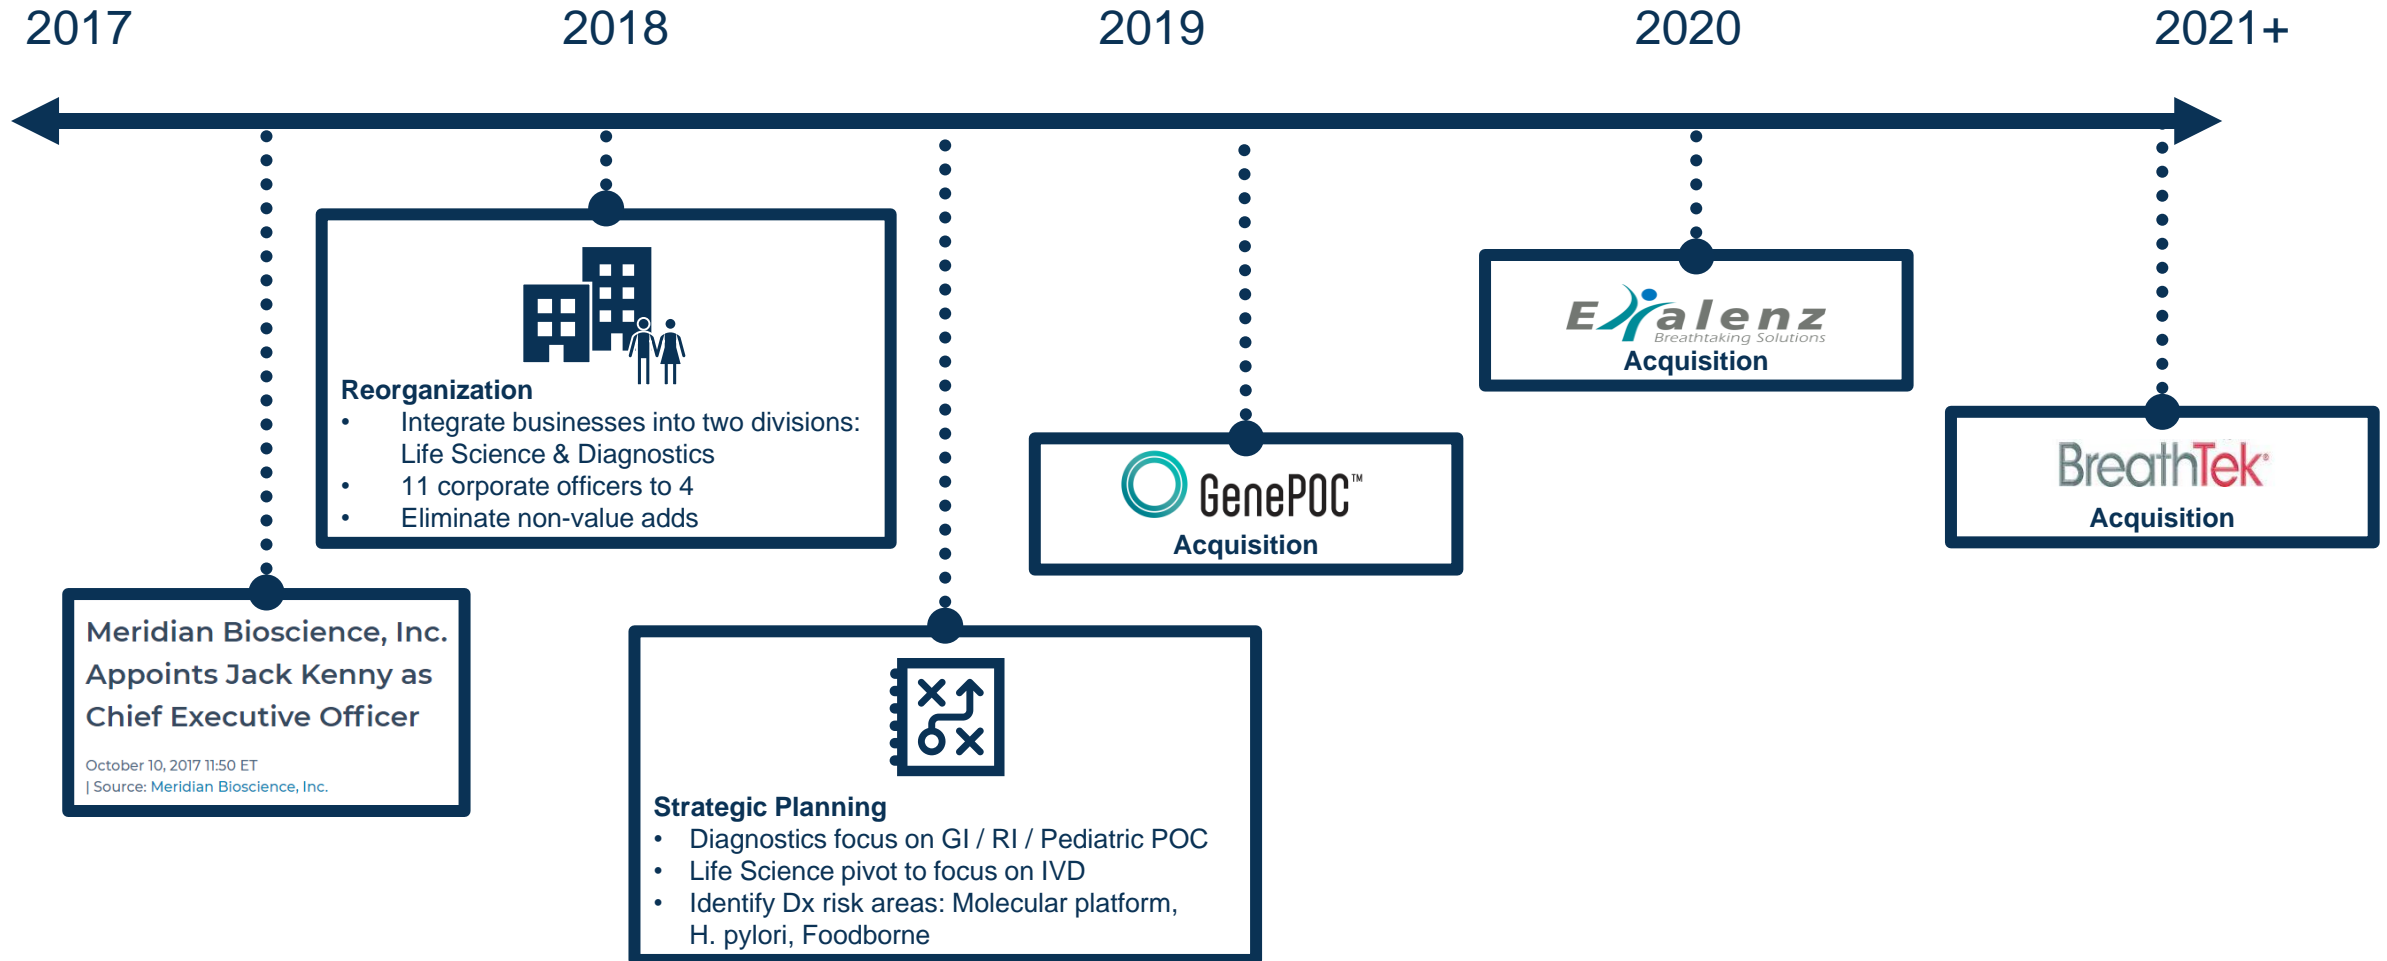 2017
2018
2019
2020
2021+
Meridian Bioscience, Inc.
Appoints Jack Kenny as
Chief Executive Officer
October 10, 2017 11:50 ET
| Source: Meridian Bioscience, Inc.
Reorganization
• Integrate businesses into two divisions:
Life Science & Diagnostics
• 11 corporate officers to 4
• Eliminate non-value adds
Strategic Planning
• Diagnostics focus on GI / RI / Pediatric POC
• Life Science pivot to focus on IVD
• Identify Dx risk areas: Molecular platform,
H. pylori, Foodborne
GenePOC™
Acquisition
Exalenz
Breathtaking Solutions
Acquisition
BreathTek®
Acquisition